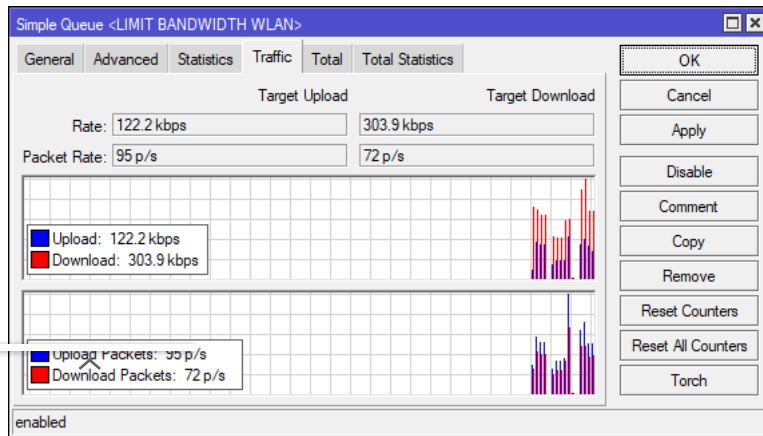 Simple Queue <LIMIT BANDWIDTH WLAN>
General Advanced Statistics Traffic Total Total Statistics
Target Upload Target Download
Rate: 122.2 kbps 303.9 kbps
Packet Rate: 95 p/s 72 p/s
Upload: 122.2 kbps
Download: 303.9 kbps
Upload Packets: 95 p/s
Download Packets: 72 p/s
OK
Cancel
Apply
Disable
Comment
Copy
Remove
Reset Counters
Reset All Counters
Torch
enabled